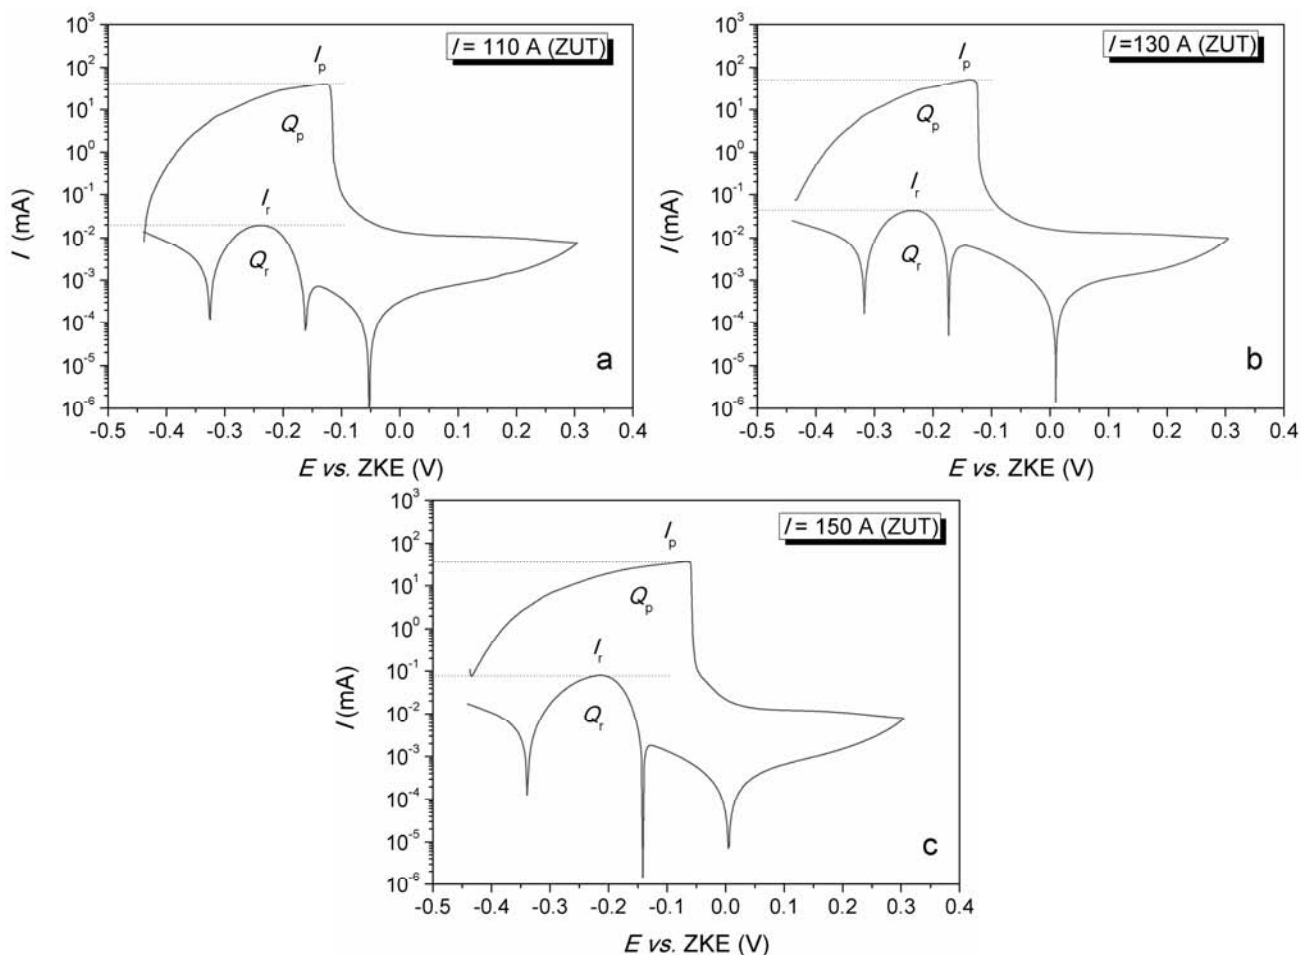 I = 110 A (ZUT)
10³
10²
10¹
10⁰
10⁻¹
10⁻²
10⁻³
10⁻⁴
10⁻⁵
10⁻⁶
I (mA)
Iₚ
Qₚ
Iᵣ
Qᵣ
a
-0.5 -0.4 -0.3 -0.2 -0.1 0.0 0.1 0.2 0.3 0.4
E vs. ZKE (V)
I =130 A (ZUT)
10³
10²
10¹
10⁰
10⁻¹
10⁻²
10⁻³
10⁻⁴
10⁻⁵
10⁻⁶
I (mA)
Iₚ
Qₚ
Iᵣ
Qᵣ
b
-0.5 -0.4 -0.3 -0.2 -0.1 0.0 0.1 0.2 0.3 0.4
E vs. ZKE (V)
I = 150 A (ZUT)
10³
10²
10¹
10⁰
10⁻¹
10⁻²
10⁻³
10⁻⁴
10⁻⁵
10⁻⁶
I (mA)
Iₚ
Qₚ
Iᵣ
Qᵣ
c
-0.5 -0.4 -0.3 -0.2 -0.1 0.0 0.1 0.2 0.3 0.4
E vs. ZKE (V)